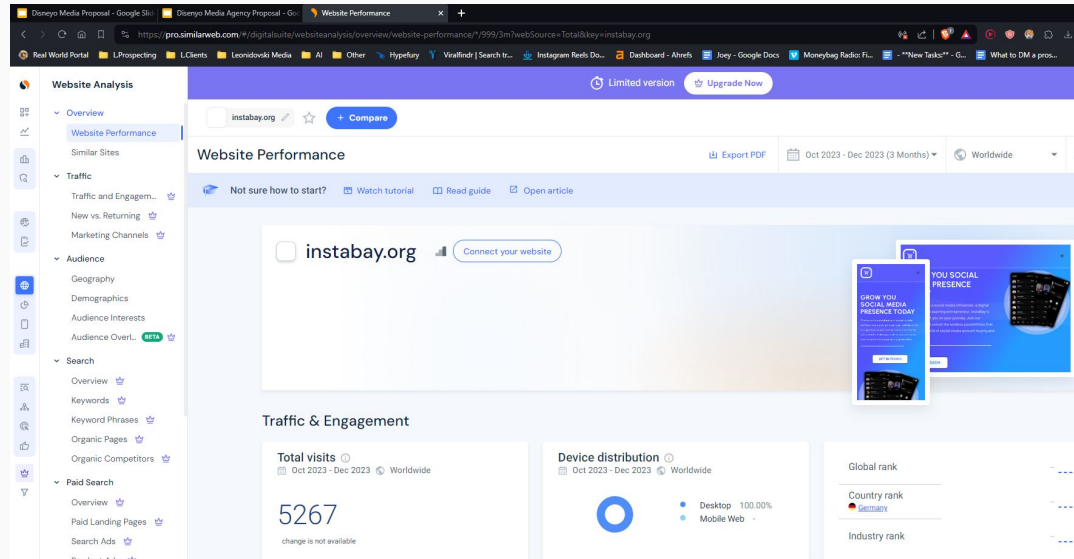 Disneyo Media Proposal - Google Slid
Disenyo Media Agency Proposal - Go
Website Performance
https://pro.similarweb.com/#/digitalsuite/websiteanalysis/overview/website-performance/*/999/3m?webSource=Total&key=instabay.org
Real World Portal
L.Prospecting
L.Clients
Leonidovski Media
AI
Other
Hypefury
Viralfindr | Search tr...
Instagram Reels Do...
Dashboard - Ahrefs
Joey - Google Docs
Moneybag Radio: Fi...
- **New Tasks:** - G...
What to DM a pros...
Website Analysis
Limited version
Upgrade Now
Overview
Website Performance
Similar Sites
Traffic
Traffic and Engagem...
New vs. Returning
Marketing Channels
Audience
Geography
Demographics
Audience Interests
Audience Overl... BETA
Search
Overview
Keywords
Keyword Phrases
Organic Pages
Organic Competitors
Paid Search
Overview
Paid Landing Pages
Search Ads
instabay.org
+ Compare
Website Performance
Export PDF
Oct 2023 - Dec 2023 (3 Months)
Worldwide
Not sure how to start?
Watch tutorial
Read guide
Open article
instabay.org
Connect your website
GROW YOU
SOCIAL MEDIA
PRESENCE TODAY
YOU SOCIAL
PRESENCE
Traffic & Engagement
Total visits
Oct 2023 - Dec 2023 Worldwide
5267
change is not available
Device distribution
Oct 2023 - Dec 2023 Worldwide
Desktop 100.00%
Mobile Web -
Global rank
Country rank
Germany
Industry rank